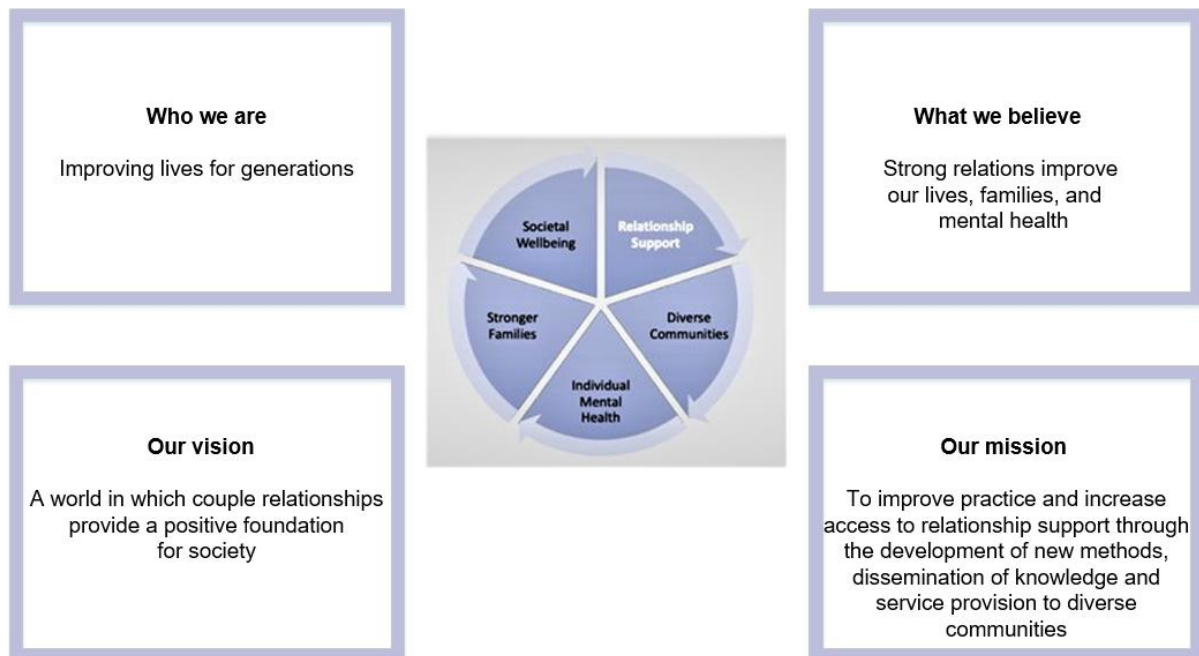 Who we are
Improving lives for generations
What we believe
Strong relations improve
our lives, families, and
mental health
Societal
Wellbeing
Relationship
Support
Stronger
Families
Diverse
Communities
Individual
Mental
Health
Our vision
A world in which couple relationships
provide a positive foundation
for society
Our mission
To improve practice and increase
access to relationship support through
the development of new methods,
dissemination of knowledge and
service provision to diverse
communities